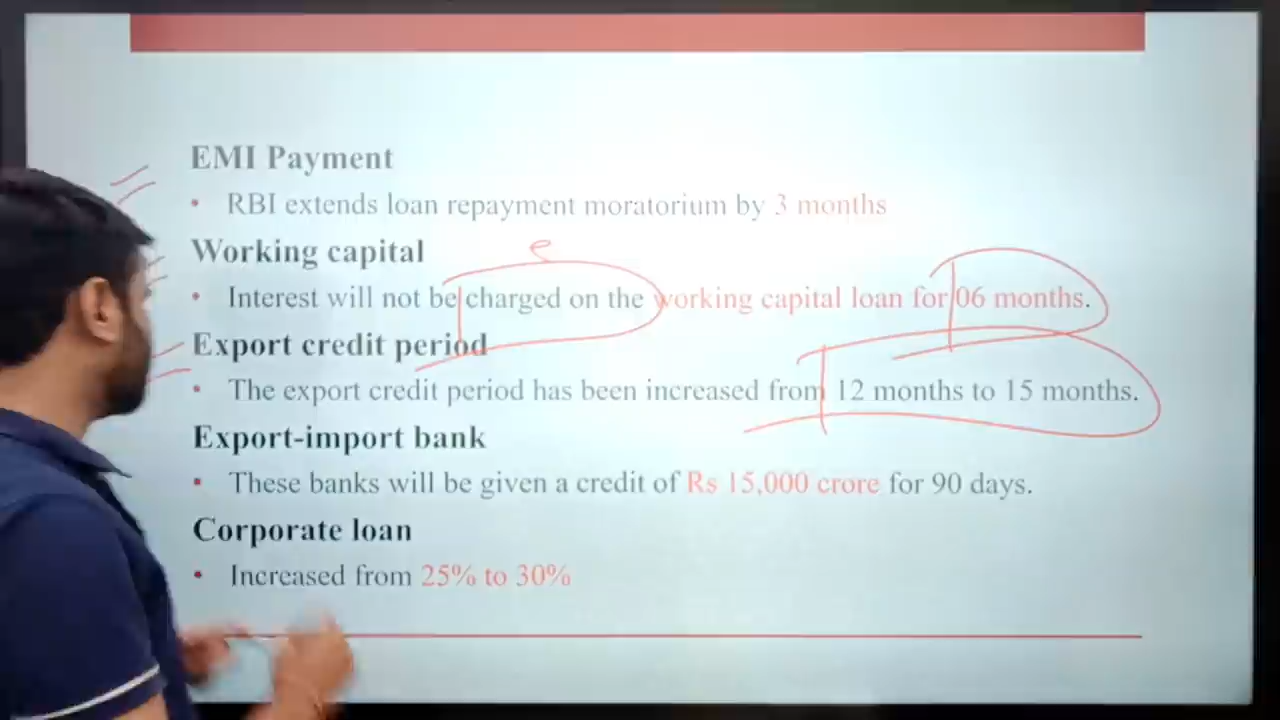 EMI Payment
• RBI extends loan repayment moratorium by 3 months
Working capital
• Interest will not be charged on the working capital loan for 06 months.
Export credit period
• The export credit period has been increased from 12 months to 15 months.
Export-import bank
• These banks will be given a credit of Rs 15,000 crore for 90 days.
Corporate loan
• Increased from 25% to 30%